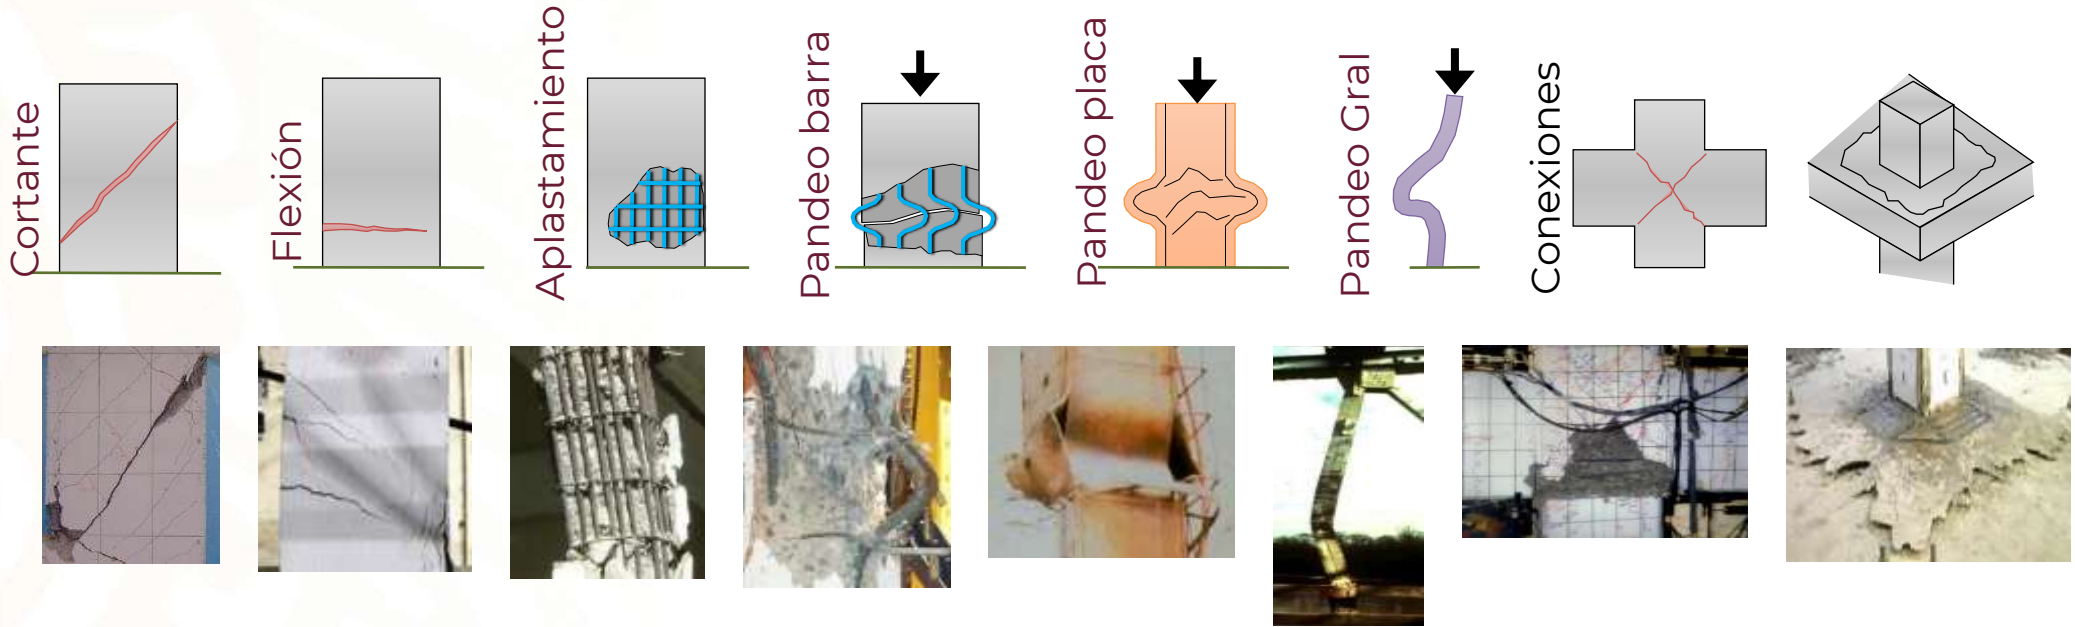 Cortante
Flexión
Aplastamiento
Pandeo barra
Pandeo placa
Pandeo Gral
Conexiones